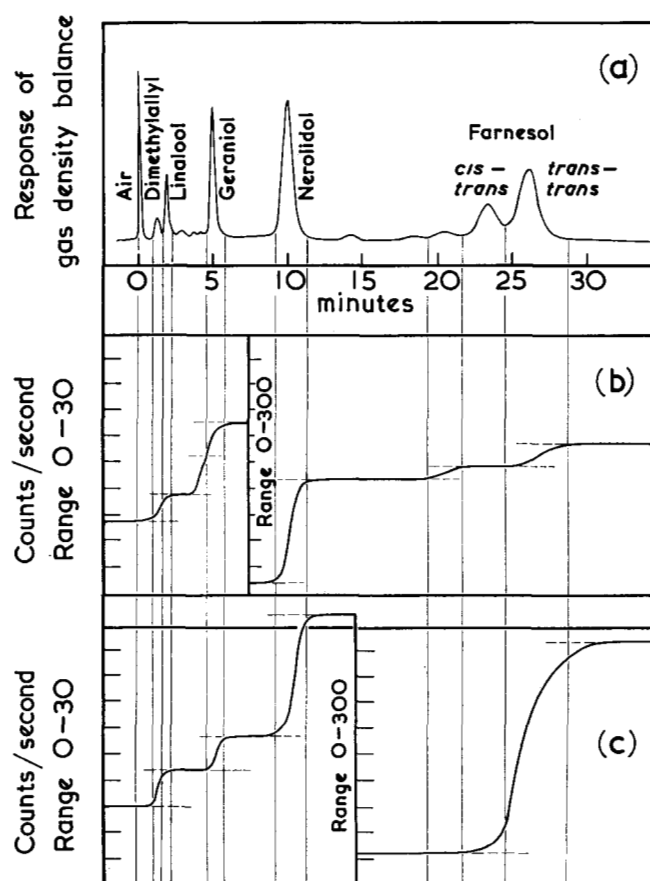 (a)
Response of
gas density balance
Air
Dimethylallyl
Linalool
Geraniol
Nerolidol
Farnesol
cis –
trans
trans –
trans
0 5 10 15 20 25 30
minutes
(b)
Counts/second
Range 0–30
Range 0–300
(c)
Counts/second
Range 0–30
Range 0–300